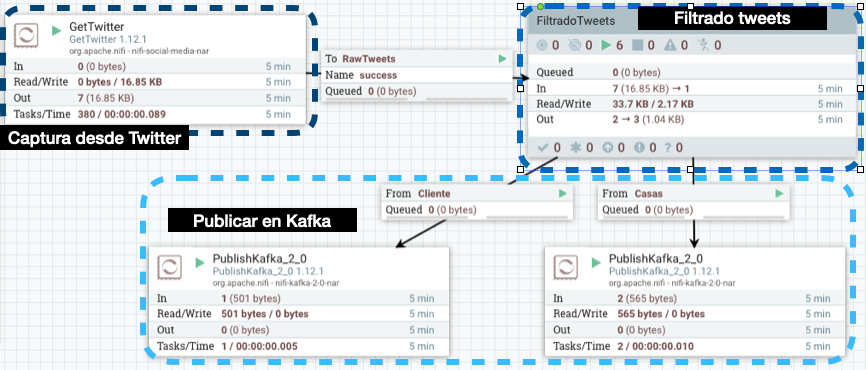 GetTwitter
GetTwitter 1.12.1
org.apache.nifi - nifi-social-media-nar
In 0 (0 bytes) 5 min
Read/Write 0 bytes / 16.85 KB 5 min
Out 7 (16.85 KB) 5 min
Tasks/Time 380 / 00:00:00.089 5 min
Captura desde Twitter
To RawTweets
Name success
Queued 0 (0 bytes)
FiltradoTweets
Filtrado tweets
0 0 6 0 0 0
Queued 0 (0 bytes)
In 7 (16.85 KB) → 1 5 min
Read/Write 33.7 KB / 2.17 KB 5 min
Out 2 → 3 (1.04 KB) 5 min
0 0 0 0 ? 0
Publicar en Kafka
From Cliente
Queued 0 (0 bytes)
From Casas
Queued 0 (0 bytes)
PublishKafka_2_0
PublishKafka_2_0 1.12.1
org.apache.nifi - nifi-kafka-2-0-nar
In 1 (501 bytes) 5 min
Read/Write 501 bytes / 0 bytes 5 min
Out 0 (0 bytes) 5 min
Tasks/Time 1 / 00:00:00.005 5 min
PublishKafka_2_0
PublishKafka_2_0 1.12.1
org.apache.nifi - nifi-kafka-2-0-nar
In 2 (565 bytes) 5 min
Read/Write 565 bytes / 0 bytes 5 min
Out 0 (0 bytes) 5 min
Tasks/Time 2 / 00:00:00.010 5 min